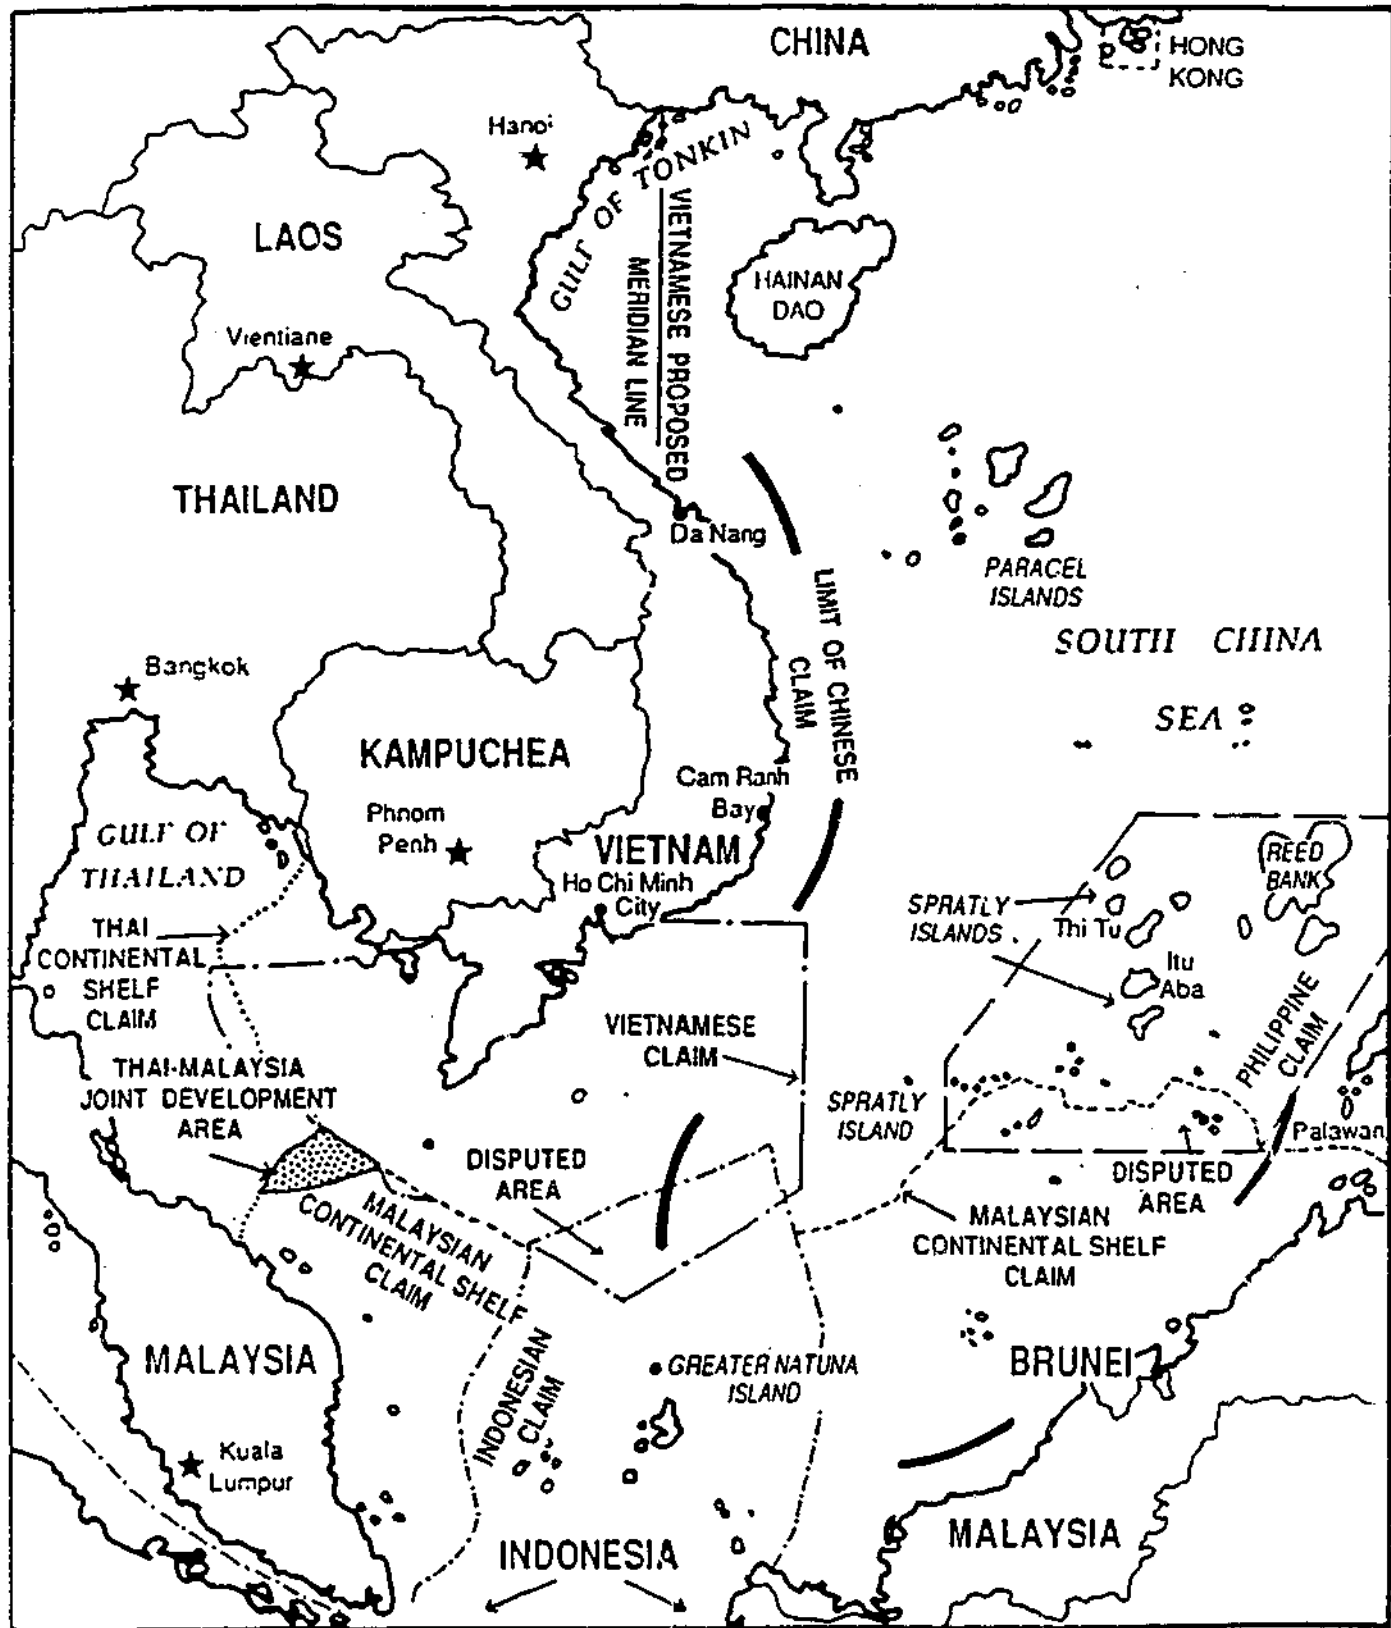 CHINA
HONG
KONG
Hanoi
GULF OF TONKIN
LAOS
VIETNAMESE PROPOSED
MERIDIAN LINE
HAINAN
DAO
Vientiane
THAILAND
Da Nang
PARACEL
ISLANDS
LIMIT OF CHINESE
CLAIM
SOUTH CHINA
SEA
Bangkok
KAMPUCHEA
Cam Ranh
Bay
Phnom
Penh
GULF OF
THAILAND
VIETNAM
Ho Chi Minh
City
REED
BANK
SPRATLY
ISLANDS
Thi Tu
Itu
Aba
THAI
CONTINENTAL
SHELF
CLAIM
VIETNAMESE
CLAIM
PHILIPPINE
CLAIM
THAI-MALAYSIA
JOINT DEVELOPMENT
AREA
SPRATLY
ISLAND
Palawan
DISPUTED
AREA
DISPUTED
AREA
MALAYSIAN
CONTINENTAL SHELF
CLAIM
MALAYSIAN
CONTINENTAL SHELF
CLAIM
MALAYSIA
INDONESIAN
CLAIM
GREATER NATUNA
ISLAND
BRUNEI
Kuala
Lumpur
INDONESIA
MALAYSIA